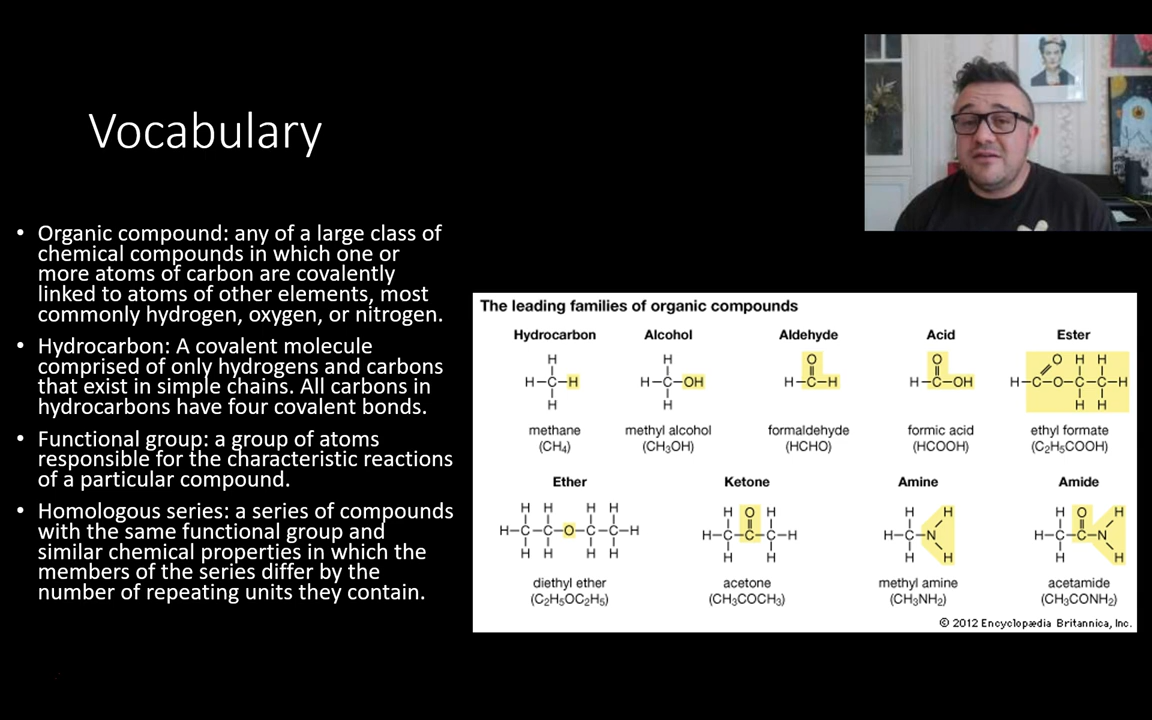 Vocabulary
• Organic compound: any of a large class of
chemical compounds in which one or
more atoms of carbon are covalently
linked to atoms of other elements, most
commonly hydrogen, oxygen, or nitrogen.
• Hydrocarbon: A covalent molecule
comprised of only hydrogens and carbons
that exist in simple chains. All carbons in
hydrocarbons have four covalent bonds.
• Functional group: a group of atoms
responsible for the characteristic reactions
of a particular compound.
• Homologous series: a series of compounds
with the same functional group and
similar chemical properties in which the
members of the series differ by the
number of repeating units they contain.
The leading families of organic compounds
Hydrocarbon Alcohol Aldehyde Acid Ester
H H O O O H H
H–C–H H–C–OH H–C–H H–C–OH H–C–O–C–C–H
H H H H
methane methyl alcohol formaldehyde formic acid ethyl formate
(CH₄) (CH₃OH) (HCHO) (HCOOH) (C₂H₅COOH)
Ether Ketone Amine Amide
H H H H H O H H H H O H
H–C–C–O–C–C–H H–C–C–C–H H–C–N H–C–C–N
H H H H H H H H H H
diethyl ether acetone methyl amine acetamide
(C₂H₅OC₂H₅) (CH₃COCH₃) (CH₃NH₂) (CH₃CONH₂)
© 2012 Encyclopædia Britannica, Inc.